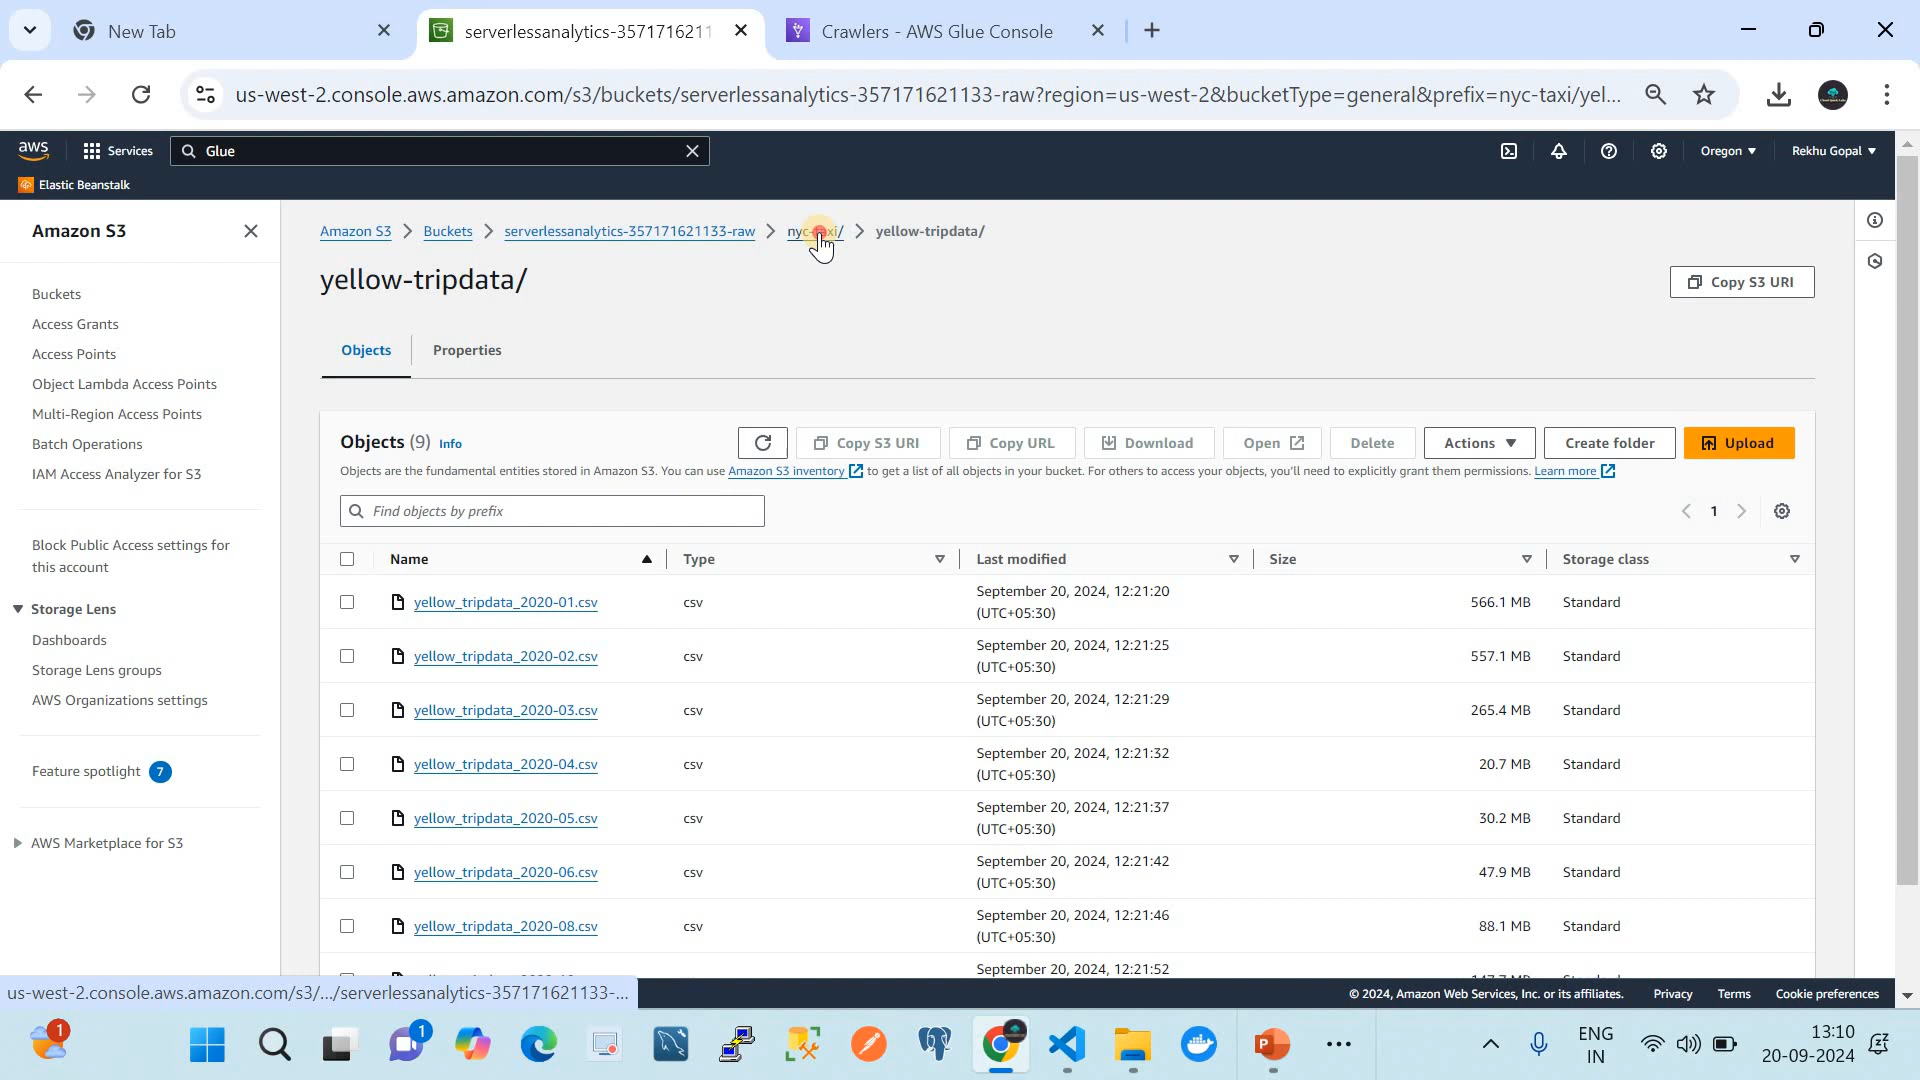 New Tab
serverlessanalytics-3571716211
Crawlers - AWS Glue Console
us-west-2.console.aws.amazon.com/s3/buckets/serverlessanalytics-357171621133-raw?region=us-west-2&bucketType=general&prefix=nyc-taxi/yel...
aws
Services
Glue
Oregon ▼
Rekhu Gopal ▼
Elastic Beanstalk
Amazon S3
Buckets
Access Grants
Access Points
Object Lambda Access Points
Multi-Region Access Points
Batch Operations
IAM Access Analyzer for S3
Block Public Access settings for
this account
Storage Lens
Dashboards
Storage Lens groups
AWS Organizations settings
Feature spotlight 7
AWS Marketplace for S3
Amazon S3 > Buckets > serverlessanalytics-357171621133-raw > nyc-taxi/ > yellow-tripdata/
yellow-tripdata/
Copy S3 URI
Objects
Properties
Objects (9) Info
Copy S3 URI
Copy URL
Download
Open
Delete
Actions ▼
Create folder
Upload
Objects are the fundamental entities stored in Amazon S3. You can use Amazon S3 inventory to get a list of all objects in your bucket. For others to access your objects, you'll need to explicitly grant them permissions. Learn more
Find objects by prefix
1
Name Type Last modified Size Storage class
yellow_tripdata_2020-01.csv csv September 20, 2024, 12:21:20 (UTC+05:30) 566.1 MB Standard
yellow_tripdata_2020-02.csv csv September 20, 2024, 12:21:25 (UTC+05:30) 557.1 MB Standard
yellow_tripdata_2020-03.csv csv September 20, 2024, 12:21:29 (UTC+05:30) 265.4 MB Standard
yellow_tripdata_2020-04.csv csv September 20, 2024, 12:21:32 (UTC+05:30) 20.7 MB Standard
yellow_tripdata_2020-05.csv csv September 20, 2024, 12:21:37 (UTC+05:30) 30.2 MB Standard
yellow_tripdata_2020-06.csv csv September 20, 2024, 12:21:42 (UTC+05:30) 47.9 MB Standard
yellow_tripdata_2020-08.csv csv September 20, 2024, 12:21:46 (UTC+05:30) 88.1 MB Standard
September 20, 2024, 12:21:52
us-west-2.console.aws.amazon.com/s3/.../serverlessanalytics-357171621133-...
© 2024, Amazon Web Services, Inc. or its affiliates.
Privacy
Terms
Cookie preferences
1
1
ENG
IN
13:10
20-09-2024